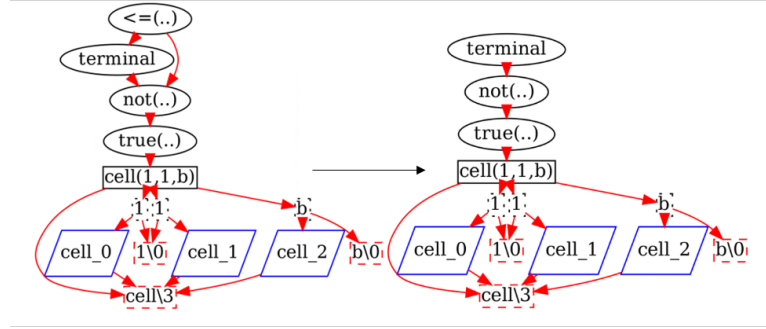 <=(..)
terminal
not(..)
true(..)
cell(1,1,b)
1 1 b
cell_0 1\0 cell_1 cell_2 b\0
cell\3
terminal
not(..)
true(..)
cell(1,1,b)
1 1 b
cell_0 1\0 cell_1 cell_2 b\0
cell\3